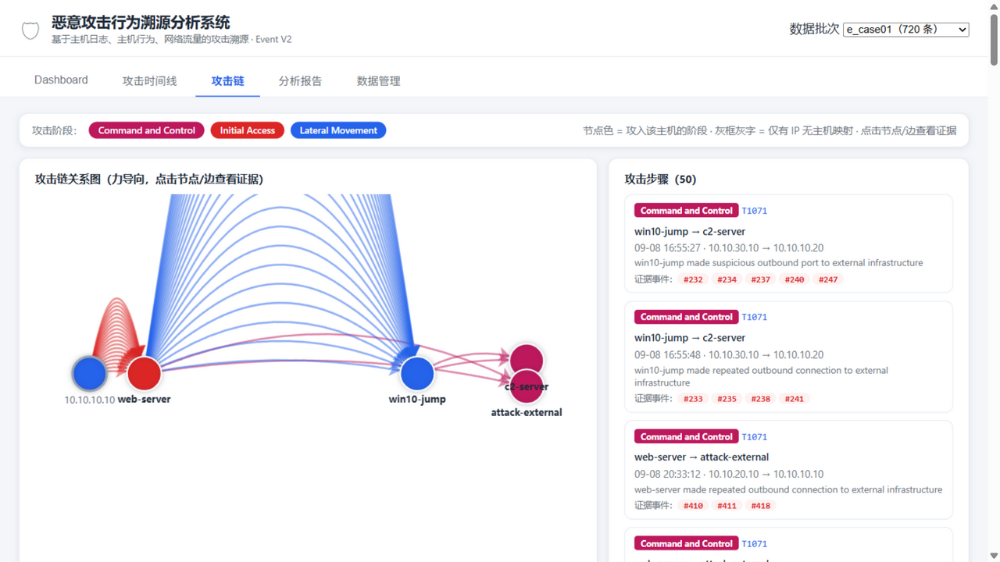 恶意攻击行为溯源分析系统
基于主机日志、主机行为、网络流量的攻击溯源 · Event V2
数据批次 e_case01（720 条）
Dashboard 攻击时间线 攻击链 分析报告 数据管理
攻击阶段： Command and Control Initial Access Lateral Movement
节点色 = 攻入该主机的阶段 · 灰框灰字 = 仅有 IP 无主机映射 · 点击节点/边查看证据
攻击链关系图（力导向，点击节点/边查看证据）
10.10.10.10 web-server
win10-jump
c2-server
attack-external
攻击步骤（50）
Command and Control T1071
win10-jump → c2-server
09-08 16:55:27 · 10.10.30.10 → 10.10.10.20
win10-jump made suspicious outbound port to external infrastructure
证据事件： #232 #234 #237 #240 #247
Command and Control T1071
win10-jump → c2-server
09-08 16:55:48 · 10.10.30.10 → 10.10.10.20
win10-jump made repeated outbound connection to external
infrastructure
证据事件： #233 #235 #238 #241
Command and Control T1071
web-server → attack-external
09-08 20:33:12 · 10.10.20.10 → 10.10.10.10
web-server made repeated outbound connection to external infrastructure
证据事件： #410 #411 #418
Command and Control T1071